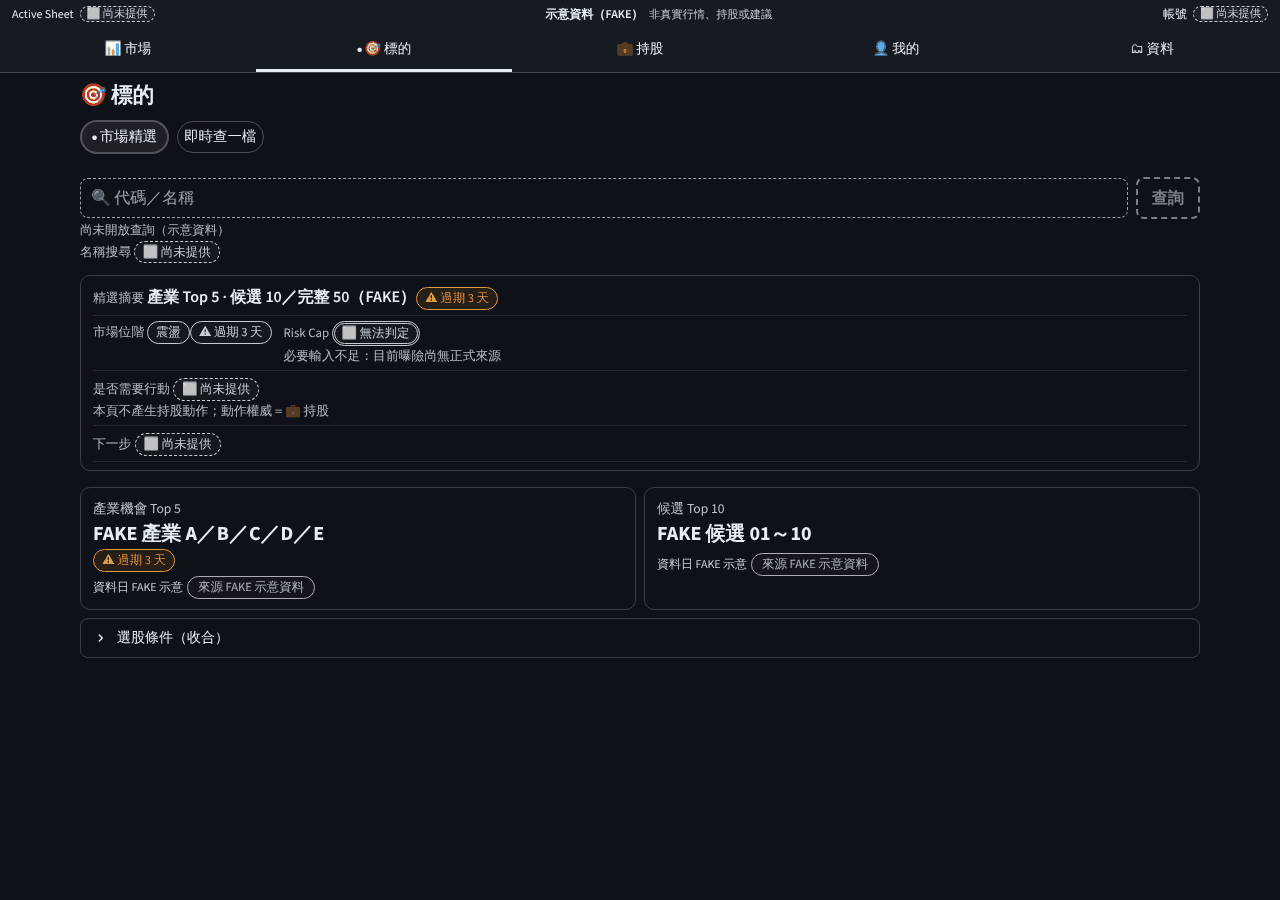 Active Sheet ⬜ 尚未提供 示意資料（FAKE） 非真實行情、持股或建議 帳號 ⬜ 尚未提供
📊 市場 ● 🎯 標的 💼 持股 👤 我的 🗂 資料
🎯 標的
● 市場精選 即時查一檔
🔍 代碼／名稱 查詢
尚未開放查詢（示意資料）
名稱搜尋 ⬜ 尚未提供
精選摘要 產業 Top 5 · 候選 10／完整 50（FAKE） ⚠ 過期 3 天
市場位階 震盪 ⚠ 過期 3 天 Risk Cap ⬜ 無法判定
必要輸入不足：目前曝險尚無正式來源
是否需要行動 ⬜ 尚未提供
本頁不產生持股動作；動作權威＝💼 持股
下一步 ⬜ 尚未提供
產業機會 Top 5
FAKE 產業 A／B／C／D／E
⚠ 過期 3 天
資料日 FAKE 示意 來源 FAKE 示意資料
候選 Top 10
FAKE 候選 01～10
資料日 FAKE 示意 來源 FAKE 示意資料
› 選股條件（收合）